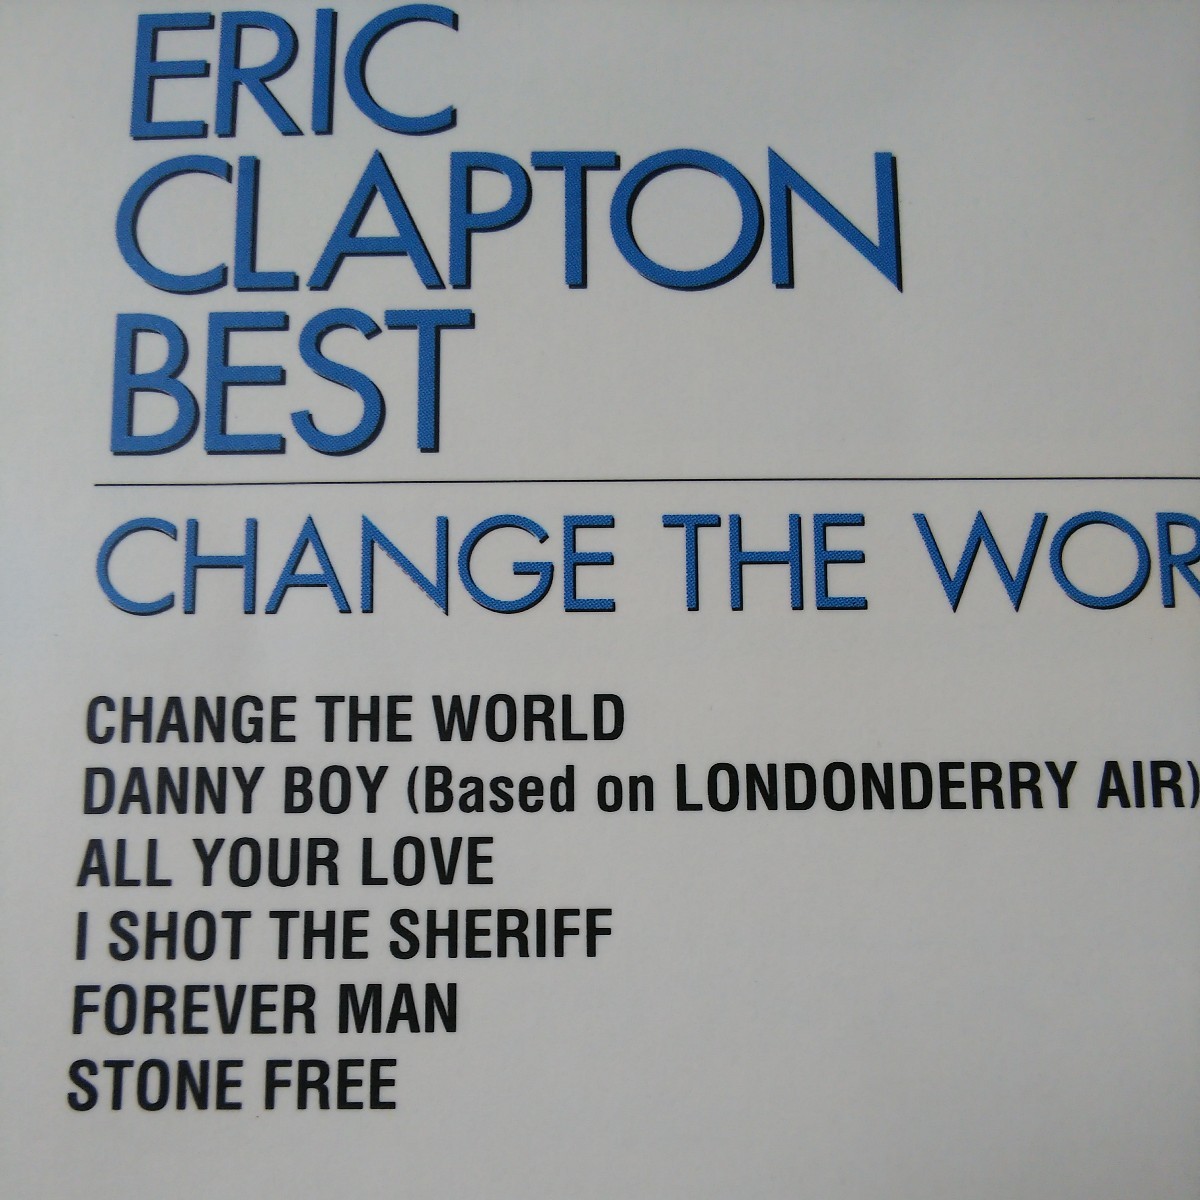 ERIC
CLAPTON
BEST
CHANGE THE WOR
CHANGE THE WORLD
DANNY BOY (Based on LONDONDERRY AIR)
ALL YOUR LOVE
I SHOT THE SHERIFF
FOREVER MAN
STONE FREE